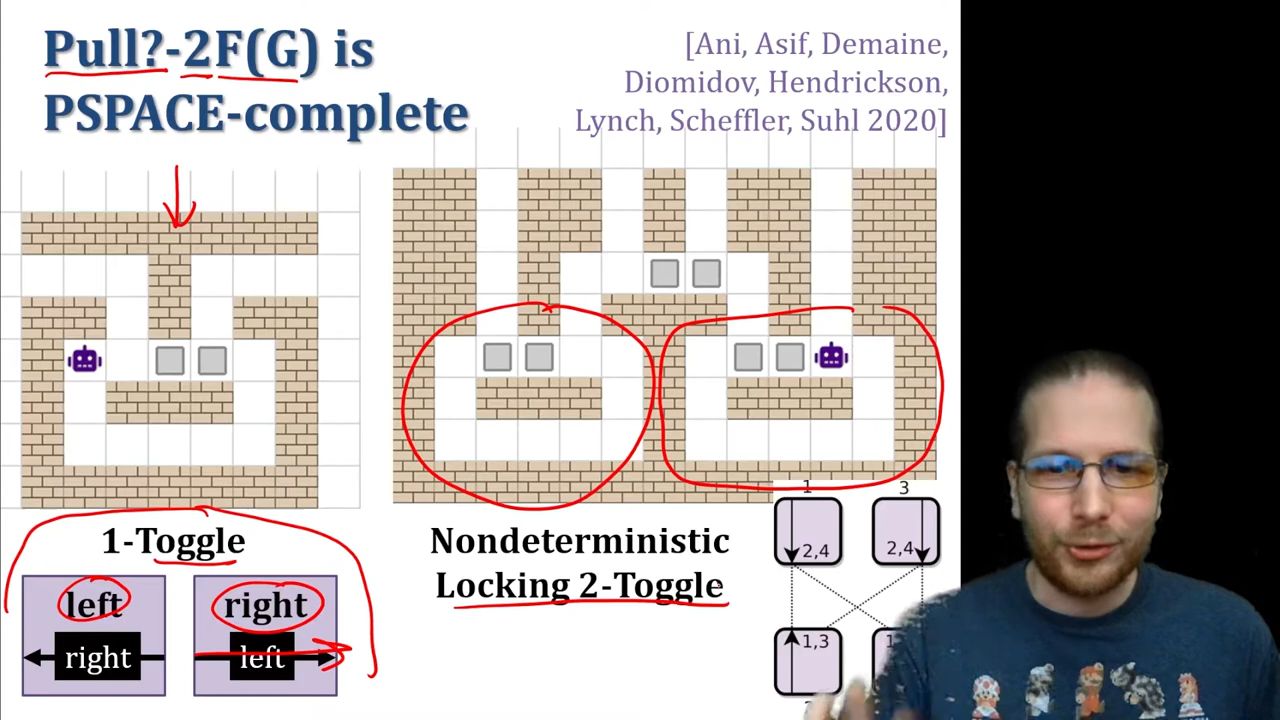 Pull?-2F(G) is
PSPACE-complete
[Ani, Asif, Demaine,
Diomidov, Hendrickson,
Lynch, Scheffler, Suhl 2020]
1-Toggle
left
right
right
left
Nondeterministic
Locking 2-Toggle
1
3
2,4
2,4
1,3